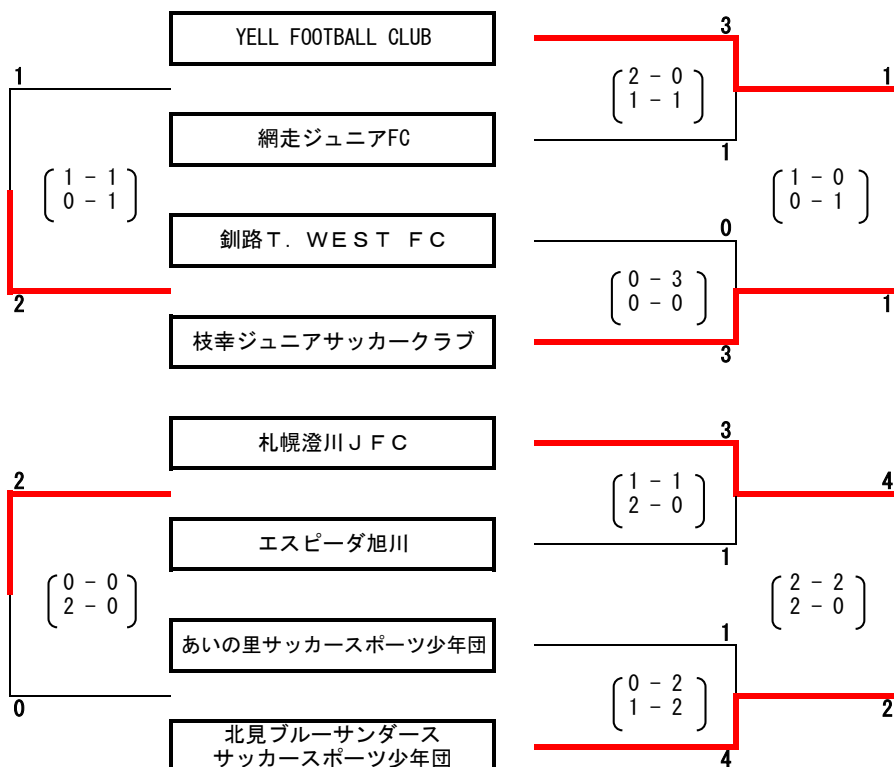 YELL FOOTBALL CLUB
3
1
2 - 0
1 - 1
1
網走ジュニアFC
1
1 - 1
0 - 1
1 - 0
0 - 1
釧路Ｔ．ＷＥＳＴ　ＦＣ
0
0 - 3
0 - 0
2
1
枝幸ジュニアサッカークラブ
3
札幌澄川ＪＦＣ
3
2
1 - 1
2 - 0
4
エスピーダ旭川
1
0 - 0
2 - 0
2 - 2
2 - 0
あいの里サッカースポーツ少年団
1
0 - 2
1 - 2
0
2
北見ブルーサンダース
サッカースポーツ少年団
4